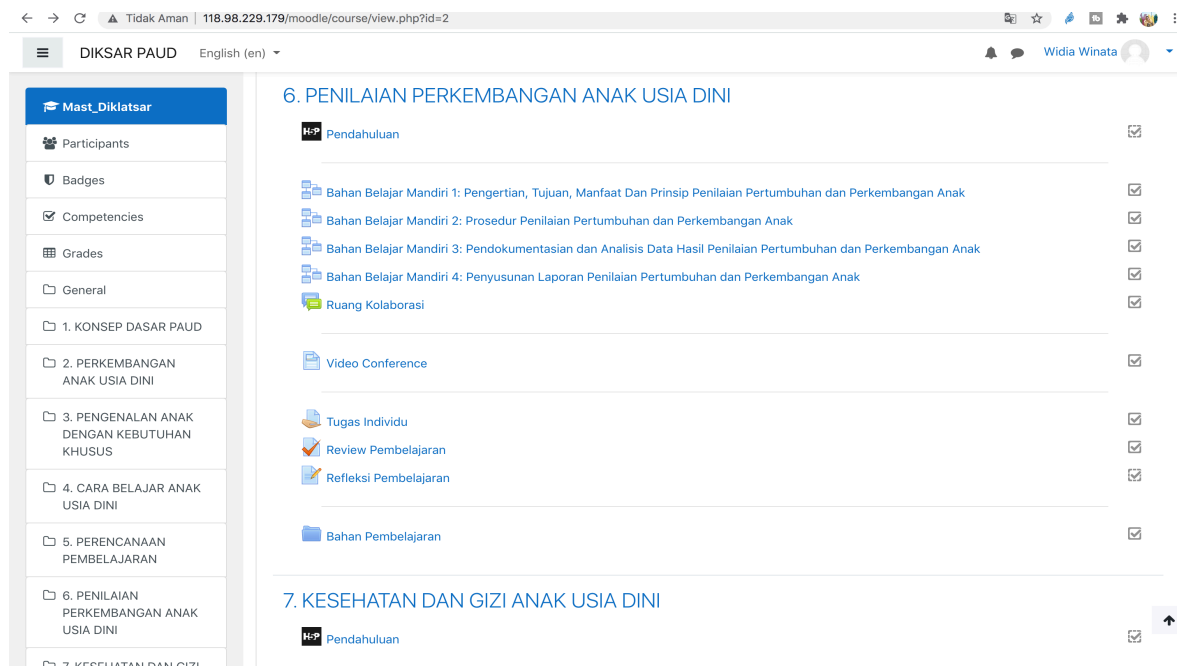 Tidak Aman | 118.98.229.179/moodle/course/view.php?id=2
DIKSAR PAUD English (en)
Widia Winata
Mast_Diklatsar
Participants
Badges
Competencies
Grades
General
1. KONSEP DASAR PAUD
2. PERKEMBANGAN
ANAK USIA DINI
3. PENGENALAN ANAK
DENGAN KEBUTUHAN
KHUSUS
4. CARA BELAJAR ANAK
USIA DINI
5. PERENCANAAN
PEMBELAJARAN
6. PENILAIAN
PERKEMBANGAN ANAK
USIA DINI
7. KESEHATAN DAN GIZI
6. PENILAIAN PERKEMBANGAN ANAK USIA DINI
H5P Pendahuluan
Bahan Belajar Mandiri 1: Pengertian, Tujuan, Manfaat Dan Prinsip Penilaian Pertumbuhan dan Perkembangan Anak
Bahan Belajar Mandiri 2: Prosedur Penilaian Pertumbuhan dan Perkembangan Anak
Bahan Belajar Mandiri 3: Pendokumentasian dan Analisis Data Hasil Penilaian Pertumbuhan dan Perkembangan Anak
Bahan Belajar Mandiri 4: Penyusunan Laporan Penilaian Pertumbuhan dan Perkembangan Anak
Ruang Kolaborasi
Video Conference
Tugas Individu
Review Pembelajaran
Refleksi Pembelajaran
Bahan Pembelajaran
7. KESEHATAN DAN GIZI ANAK USIA DINI
H5P Pendahuluan